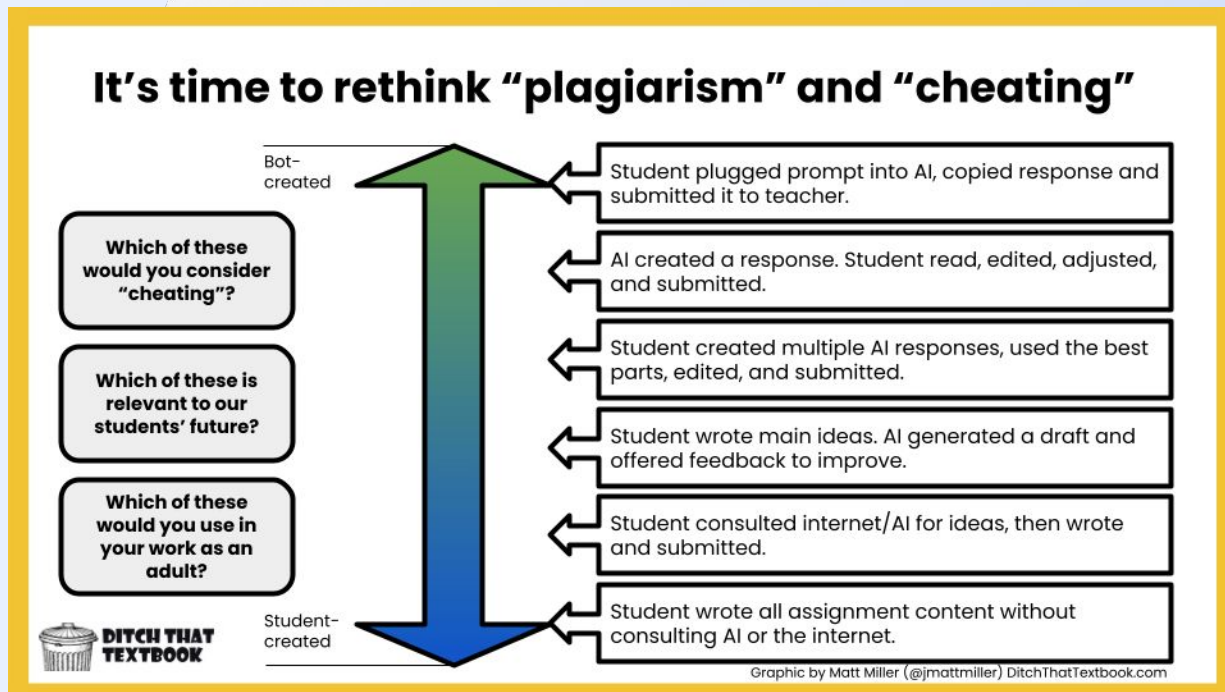 It’s time to rethink “plagiarism” and “cheating”
Bot-
created
Which of these
would you consider
“cheating”?
Which of these is
relevant to our
students’ future?
Which of these
would you use in
your work as an
adult?
Student-
created
Student plugged prompt into AI, copied response and
submitted it to teacher.
AI created a response. Student read, edited, adjusted,
and submitted.
Student created multiple AI responses, used the best
parts, edited, and submitted.
Student wrote main ideas. AI generated a draft and
offered feedback to improve.
Student consulted internet/AI for ideas, then wrote
and submitted.
Student wrote all assignment content without
consulting AI or the internet.
DITCH THAT
TEXTBOOK
Graphic by Matt Miller (@jmattmiller) DitchThatTextbook.com